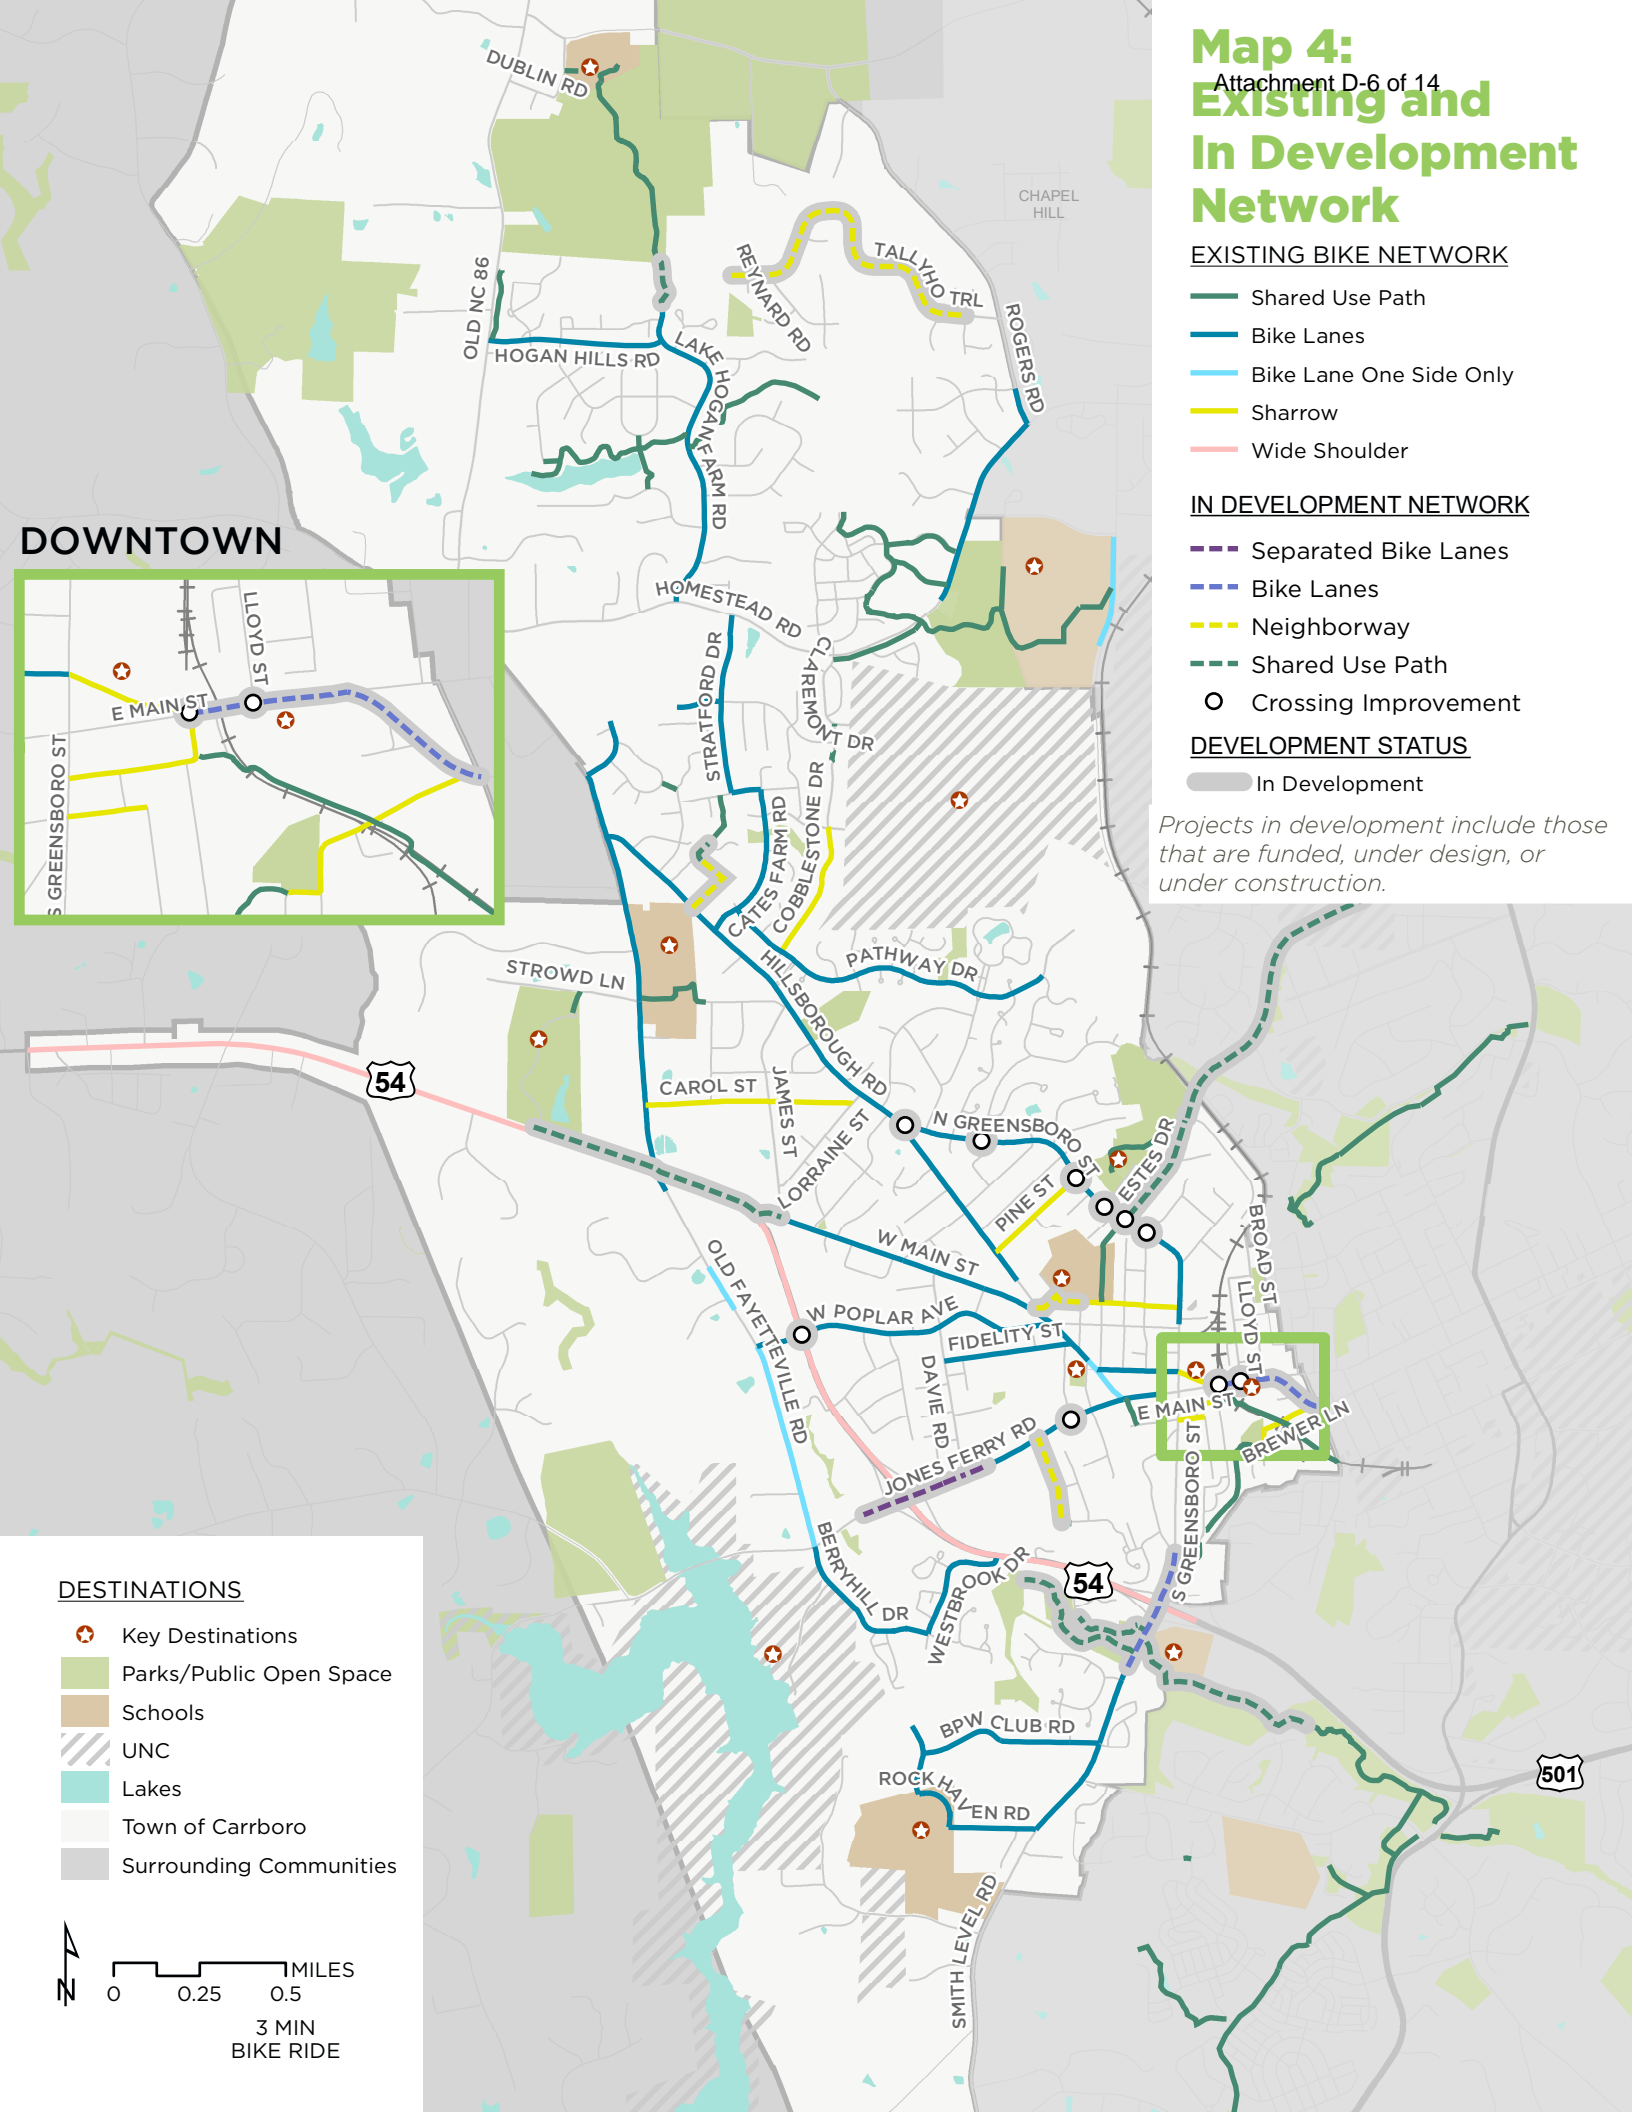 Map 4:
Attachment D-6 of 14
Existing and
In Development
Network
EXISTING BIKE NETWORK
Shared Use Path
Bike Lanes
Bike Lane One Side Only
Sharrow
Wide Shoulder
IN DEVELOPMENT NETWORK
Separated Bike Lanes
Bike Lanes
Neighborway
Shared Use Path
Crossing Improvement
DEVELOPMENT STATUS
In Development
Projects in development include those
that are funded, under design, or
under construction.
DUBLIN RD
CHAPEL
HILL
OLD NC 86
REYNARD RD
TALLYHO TRL
ROGERS RD
HOGAN HILLS RD
LAKE HOGAN FARM RD
DOWNTOWN
LLOYD ST
E MAIN ST
S GREENSBORO ST
HOMESTEAD RD
STRATFORD DR
CLAREMONT DR
CATES FARM RD
COBBLESTONE DR
PATHWAY DR
STROWD LN
HILLSBOROUGH RD
54
CAROL ST
JAMES ST
LORRAINE ST
N GREENSBORO ST
ESTES DR
PINE ST
W MAIN ST
BROAD ST
LLOYD ST
OLD FAYETTEVILLE RD
W POPLAR AVE
FIDELITY ST
DAVIE RD
E MAIN ST
BREWER LN
JONES FERRY RD
S GREENSBORO ST
BERRYHILL DR
WESTBROOK DR
54
BPW CLUB RD
ROCK HAVEN RD
501
SMITH LEVEL RD
DESTINATIONS
Key Destinations
Parks/Public Open Space
Schools
UNC
Lakes
Town of Carrboro
Surrounding Communities
N
MILES
0 0.25 0.5
3 MIN
BIKE RIDE